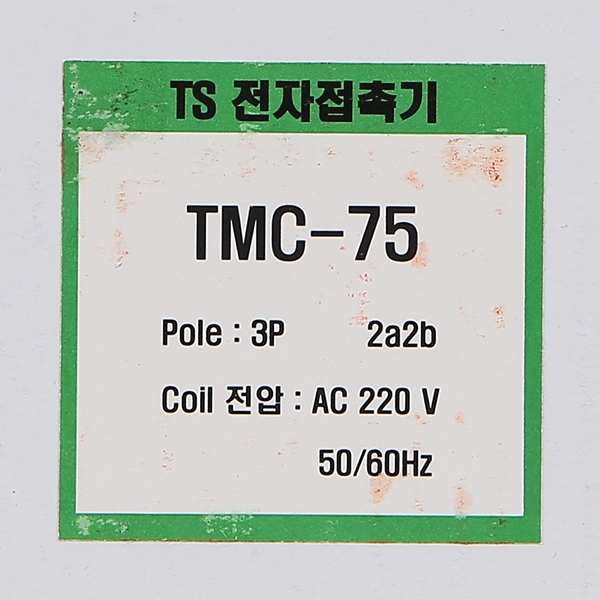 TS 전자접촉기
TMC-75
Pole : 3P 2a2b
Coil 전압 : AC 220 V
50/60Hz